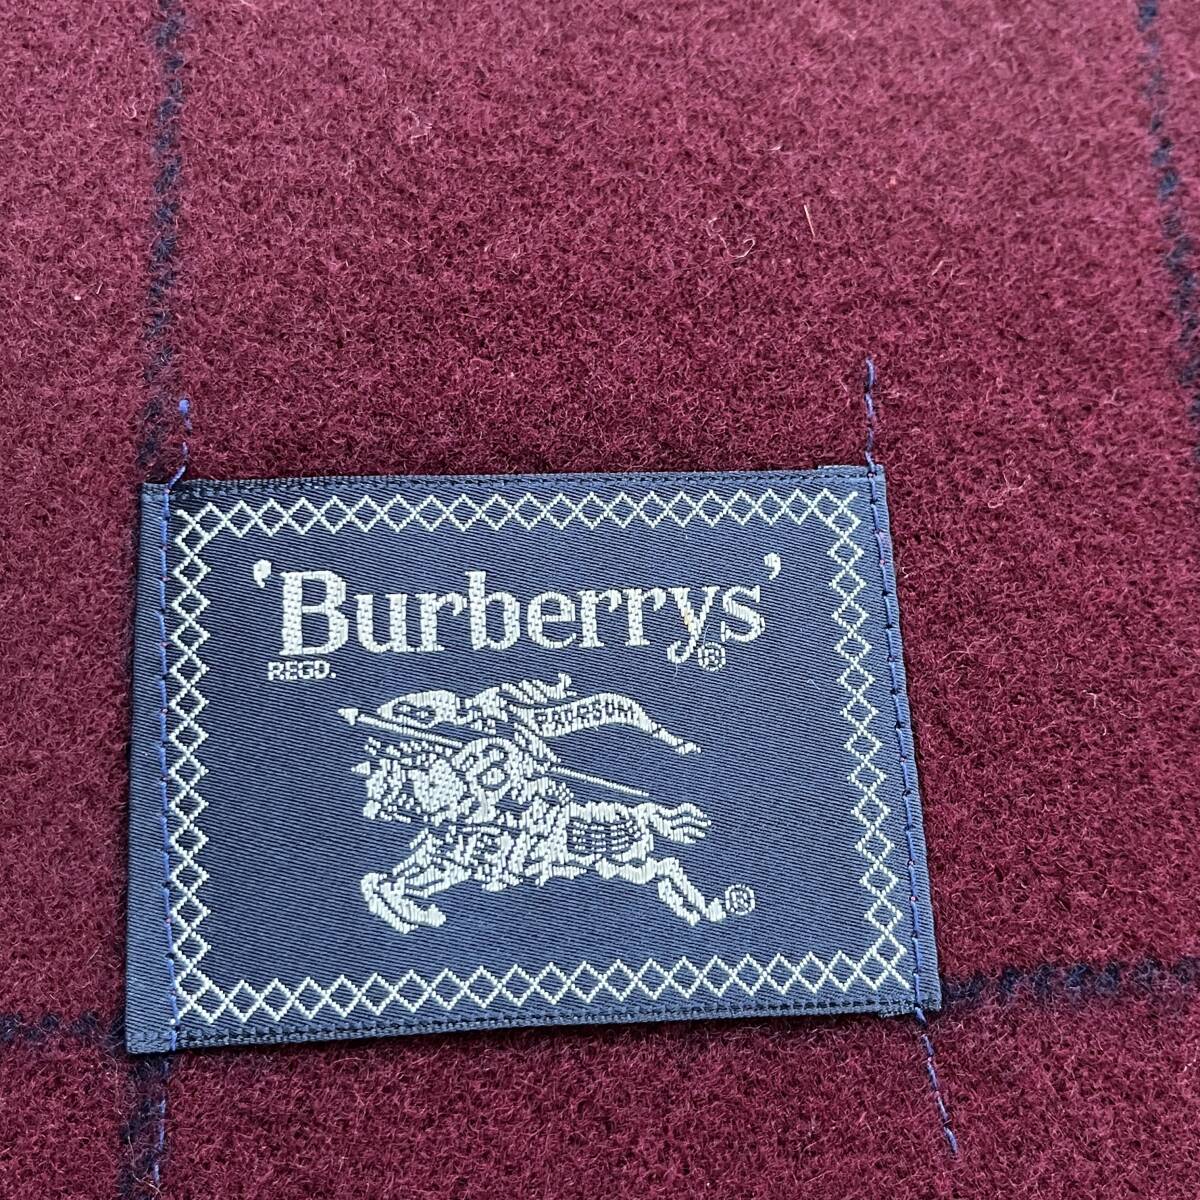 'Burberrys'
®
REGD.
PRORSUM
®